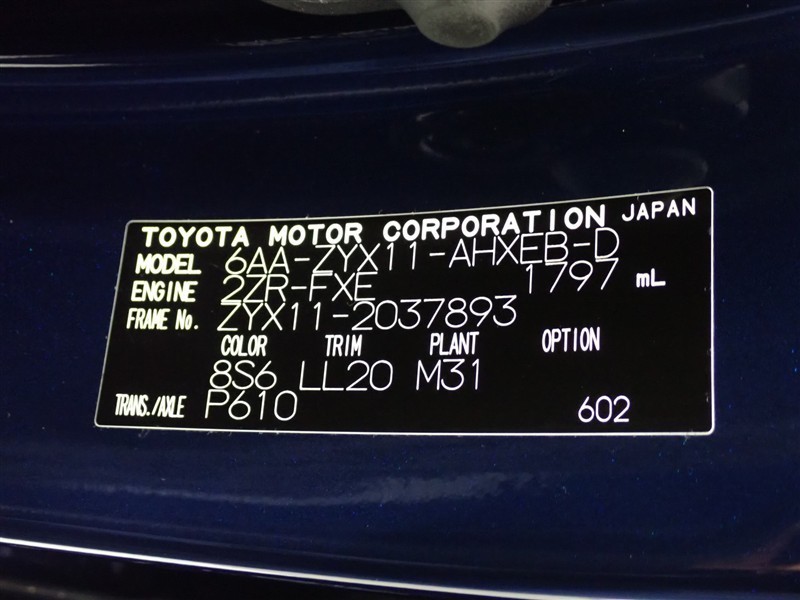 TOYOTA MOTOR CORPORATION JAPAN
MODEL 6AA-ZYX11-AHXEB-D
ENGINE 2ZR-FXE 1797 mL
FRAME No. ZYX11-2037893
COLOR TRIM PLANT OPTION
8S6 LL20 M31
TRANS./AXLE P610 602